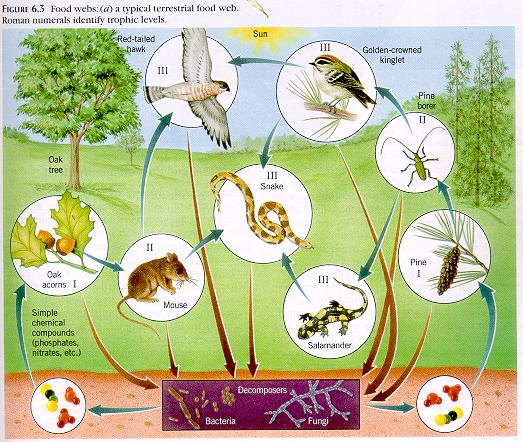 FIGURE 6.3 Food webs: (a) a typical terrestrial food web.
Roman numerals identify trophic levels.
Sun
Red-tailed
hawk
III
III
Golden-crowned
kinglet
Pine
borer
II
Oak
tree
III
Snake
Oak
acorns I
II
Mouse
Pine
I
III
Salamander
Simple
chemical
compounds
(phosphates,
nitrates, etc.)
Decomposers
Bacteria
Fungi